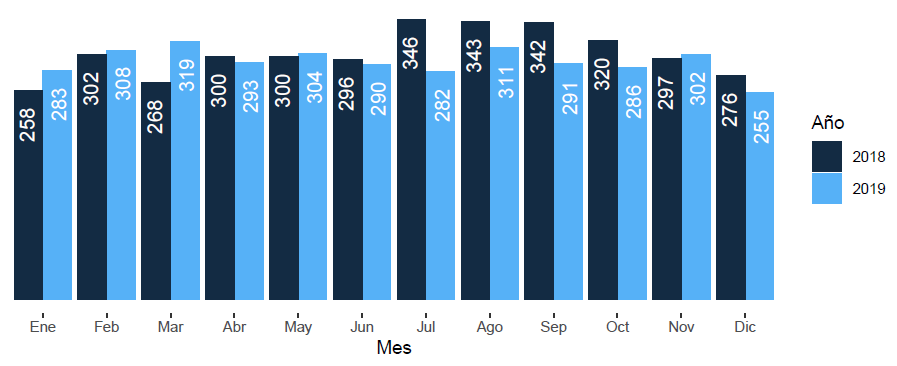 258 283 302 308 268 319 300 293 300 304 296 290 346 282 343 311 342 291 320 286 297 302 276 255
Ene Feb Mar Abr May Jun Jul Ago Sep Oct Nov Dic
Mes
Año
2018
2019